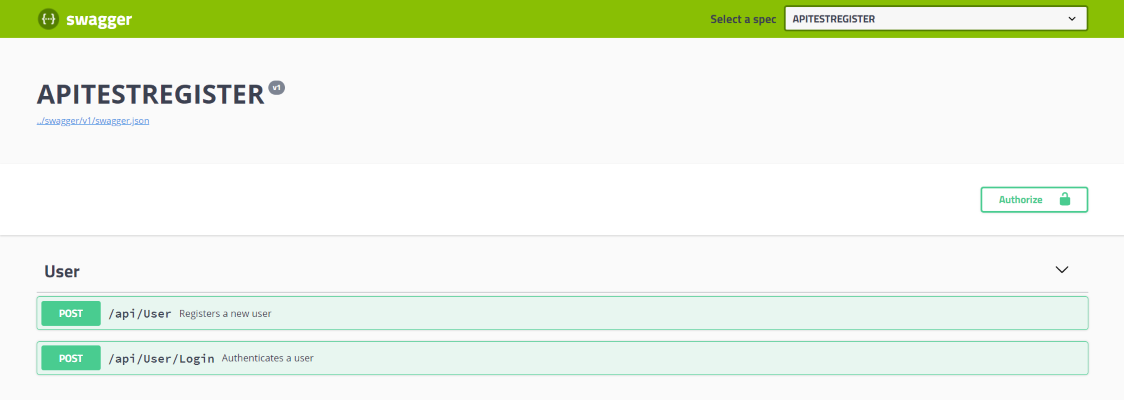 {··} swagger
Select a spec APITESTREGISTER
APITESTREGISTER v1
../swagger/v1/swagger.json
Authorize
User
POST /api/User Registers a new user
POST /api/User/Login Authenticates a user